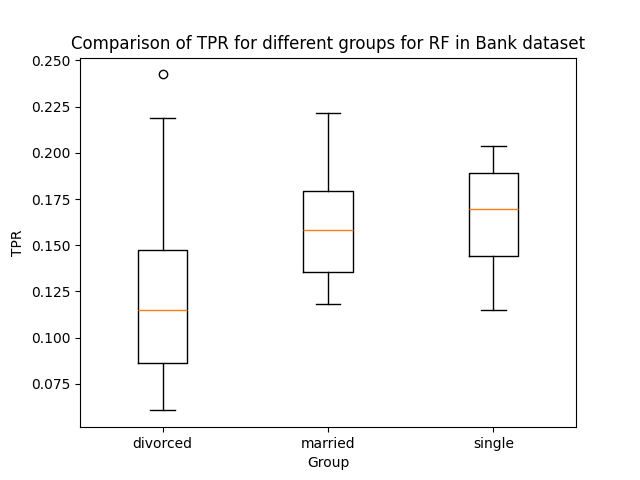 Comparison of TPR for different groups for RF in Bank dataset
0.250
0.225
0.200
0.175
0.150
0.125
0.100
0.075
TPR
divorced married single
Group